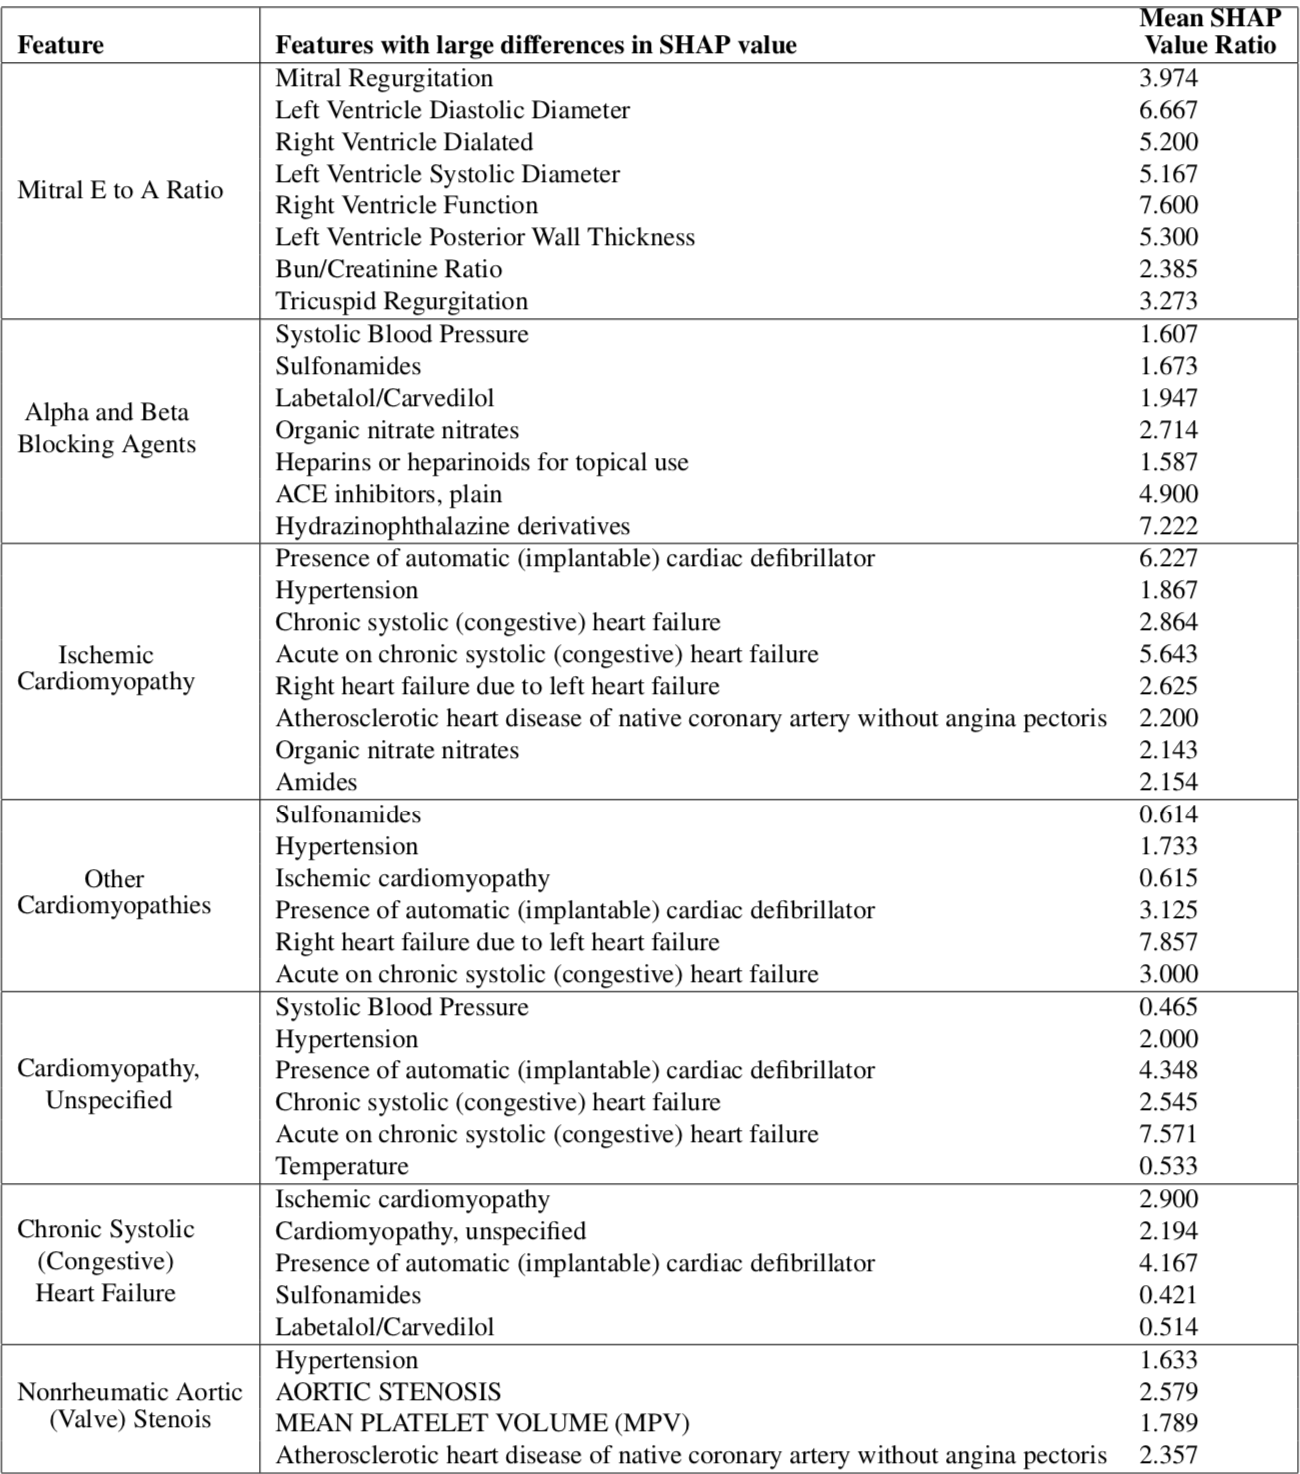 Feature Features with large differences in SHAP value Mean SHAP Value Ratio
Mitral E to A Ratio
Mitral Regurgitation 3.974
Left Ventricle Diastolic Diameter 6.667
Right Ventricle Dialated 5.200
Left Ventricle Systolic Diameter 5.167
Right Ventricle Function 7.600
Left Ventricle Posterior Wall Thickness 5.300
Bun/Creatinine Ratio 2.385
Tricuspid Regurgitation 3.273
Alpha and Beta
Blocking Agents
Systolic Blood Pressure 1.607
Sulfonamides 1.673
Labetalol/Carvedilol 1.947
Organic nitrate nitrates 2.714
Heparins or heparinoids for topical use 1.587
ACE inhibitors, plain 4.900
Hydrazinophthalazine derivatives 7.222
Ischemic
Cardiomyopathy
Presence of automatic (implantable) cardiac defibrillator 6.227
Hypertension 1.867
Chronic systolic (congestive) heart failure 2.864
Acute on chronic systolic (congestive) heart failure 5.643
Right heart failure due to left heart failure 2.625
Atherosclerotic heart disease of native coronary artery without angina pectoris 2.200
Organic nitrate nitrates 2.143
Amides 2.154
Other
Cardiomyopathies
Sulfonamides 0.614
Hypertension 1.733
Ischemic cardiomyopathy 0.615
Presence of automatic (implantable) cardiac defibrillator 3.125
Right heart failure due to left heart failure 7.857
Acute on chronic systolic (congestive) heart failure 3.000
Cardiomyopathy,
Unspecified
Systolic Blood Pressure 0.465
Hypertension 2.000
Presence of automatic (implantable) cardiac defibrillator 4.348
Chronic systolic (congestive) heart failure 2.545
Acute on chronic systolic (congestive) heart failure 7.571
Temperature 0.533
Chronic Systolic
(Congestive)
Heart Failure
Ischemic cardiomyopathy 2.900
Cardiomyopathy, unspecified 2.194
Presence of automatic (implantable) cardiac defibrillator 4.167
Sulfonamides 0.421
Labetalol/Carvedilol 0.514
Nonrheumatic Aortic
(Valve) Stenois
Hypertension 1.633
AORTIC STENOSIS 2.579
MEAN PLATELET VOLUME (MPV) 1.789
Atherosclerotic heart disease of native coronary artery without angina pectoris 2.357